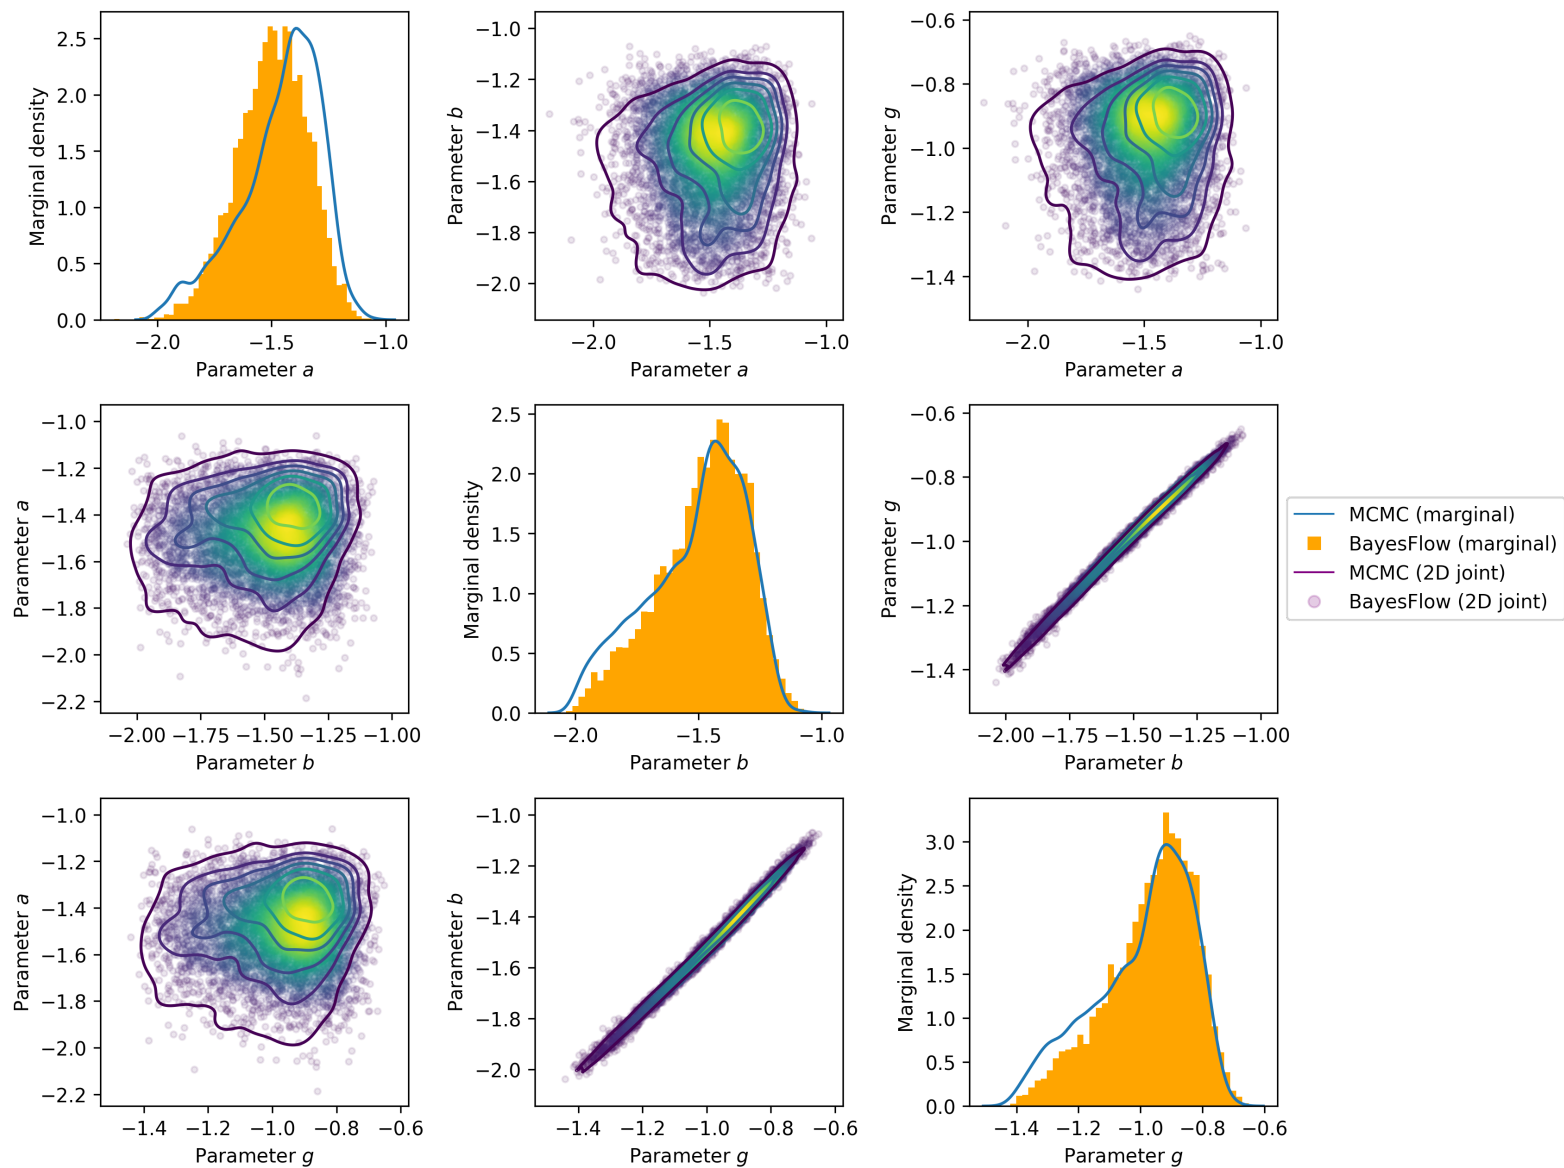 2.5
2.0
1.5
1.0
0.5
0.0
Marginal density
−2.0 −1.5 −1.0
Parameter a
−1.0
−1.2
−1.4
−1.6
−1.8
−2.0
Parameter b
−2.0 −1.5 −1.0
Parameter a
−0.6
−0.8
−1.0
−1.2
−1.4
Parameter g
−2.0 −1.5 −1.0
Parameter a
−1.0
−1.2
−1.4
−1.6
−1.8
−2.0
−2.2
Parameter a
−2.00 −1.75 −1.50 −1.25 −1.00
Parameter b
2.5
2.0
1.5
1.0
0.5
0.0
Marginal density
−2.0 −1.5 −1.0
Parameter b
−0.6
−0.8
−1.0
−1.2
−1.4
Parameter g
−2.00 −1.75 −1.50 −1.25 −1.00
Parameter b
MCMC (marginal)
BayesFlow (marginal)
MCMC (2D joint)
BayesFlow (2D joint)
−1.0
−1.2
−1.4
−1.6
−1.8
−2.0
−2.2
Parameter a
−1.4 −1.2 −1.0 −0.8 −0.6
Parameter g
−1.0
−1.2
−1.4
−1.6
−1.8
−2.0
Parameter b
−1.4 −1.2 −1.0 −0.8 −0.6
Parameter g
3.0
2.5
2.0
1.5
1.0
0.5
0.0
Marginal density
−1.4 −1.2 −1.0 −0.8 −0.6
Parameter g